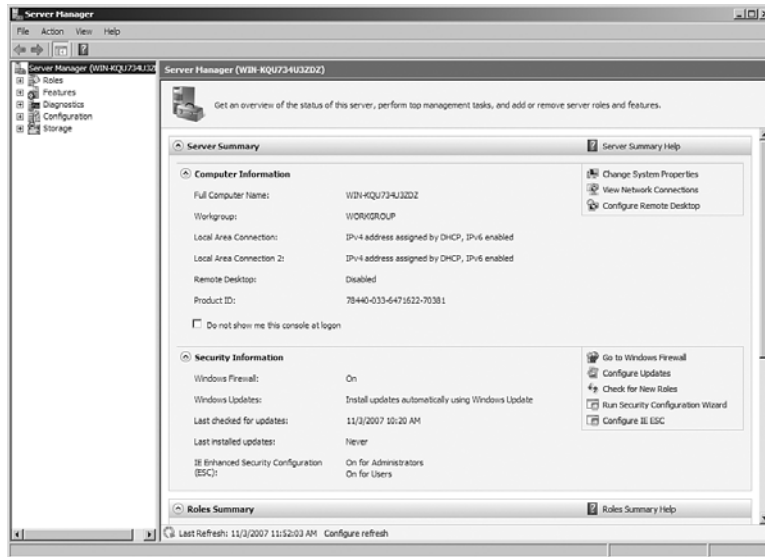 Server Manager
File Action View Help
Server Manager (WIN-KQU734U3ZD
Roles
Features
Diagnostics
Configuration
Storage
Server Manager (WIN-KQU734U3ZDZ)
Get an overview of the status of this server, perform top management tasks, and add or remove server roles and features.
Server Summary
Server Summary Help
Computer Information
Full Computer Name: WIN-KQU734U3ZDZ
Workgroup: WORKGROUP
Local Area Connection: IPv4 address assigned by DHCP, IPv6 enabled
Local Area Connection 2: IPv4 address assigned by DHCP, IPv6 enabled
Remote Desktop: Disabled
Product ID: 78440-033-6471622-70381
Do not show me this console at logon
Change System Properties
View Network Connections
Configure Remote Desktop
Security Information
Windows Firewall: On
Windows Updates: Install updates automatically using Windows Update
Last checked for updates: 11/3/2007 10:20 AM
Last installed updates: Never
IE Enhanced Security Configuration (ESC): On for Administrators
On for Users
Go to Windows Firewall
Configure Updates
Check for New Roles
Run Security Configuration Wizard
Configure IE ESC
Roles Summary
Roles Summary Help
Last Refresh: 11/3/2007 11:52:03 AM Configure refresh